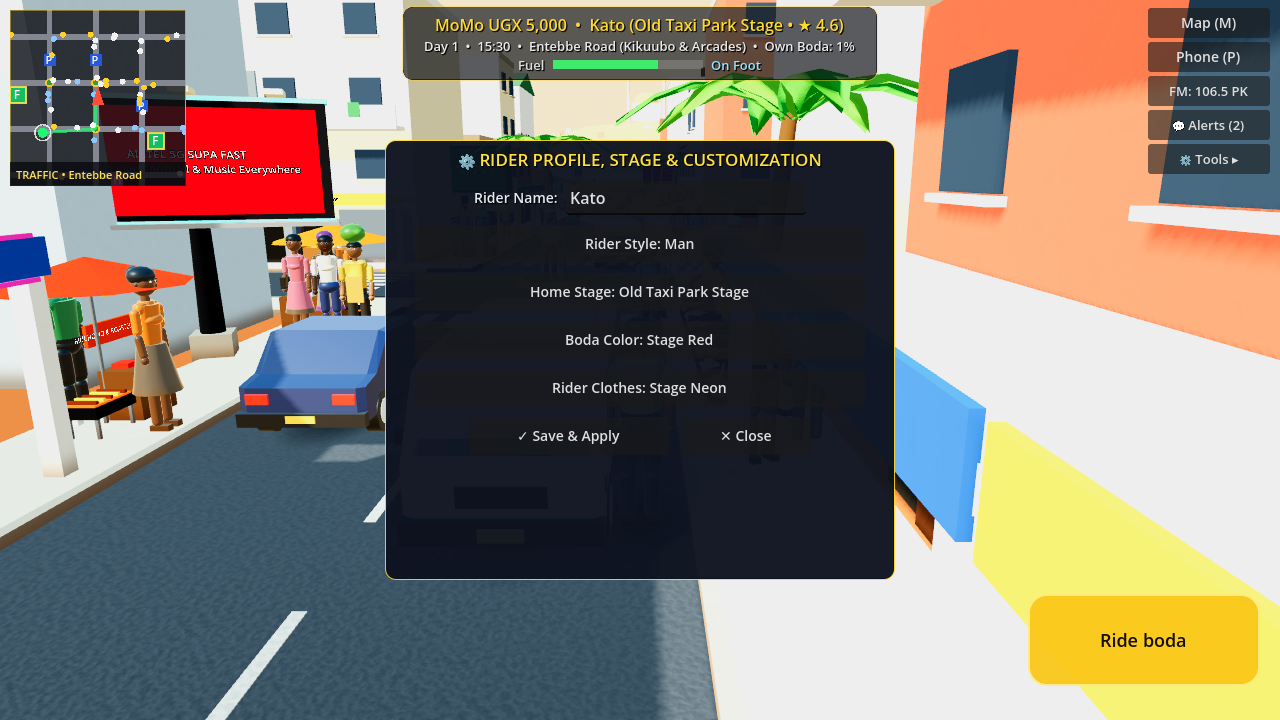 MoMo UGX 5,000 • Kato (Old Taxi Park Stage • ★ 4.6)
Day 1 • 15:30 • Entebbe Road (Kikuubo & Arcades) • Own Boda: 1%
Fuel On Foot
P P
F
F
TRAFFIC • Entebbe Road
SUPA FAST
& Music Everywhere
Map (M)
Phone (P)
FM: 106.5 PK
💬 Alerts (2)
⚙️ Tools ▸
⚙️ RIDER PROFILE, STAGE & CUSTOMIZATION
Rider Name: Kato
Rider Style: Man
Home Stage: Old Taxi Park Stage
Boda Color: Stage Red
Rider Clothes: Stage Neon
✓ Save & Apply ✕ Close
Ride boda